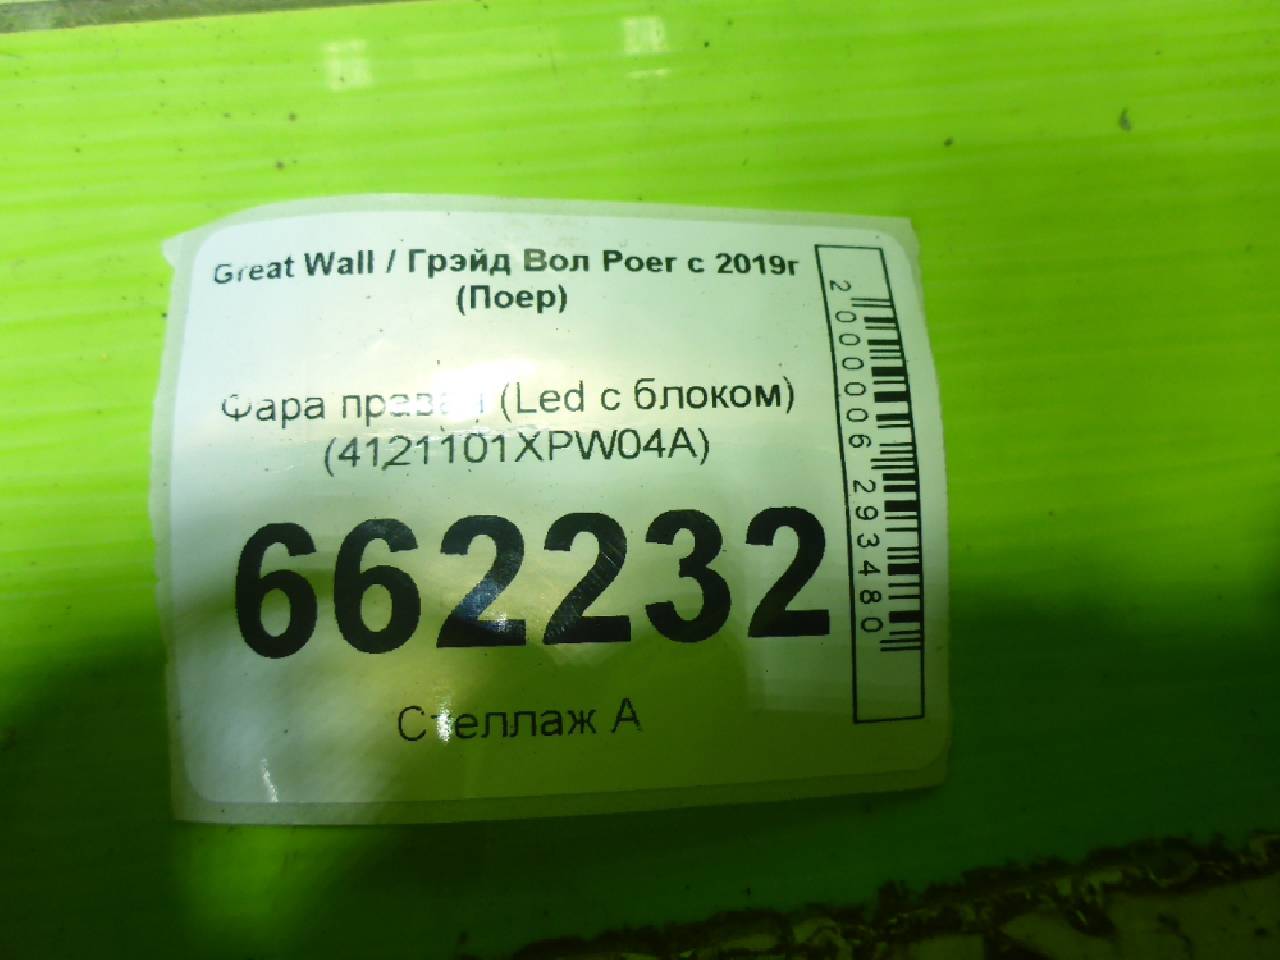 Great Wall / Грэйд Вол Poer с 2019г
(Поер)
Фара правая (Led с блоком)
(4121101XPW04A)
662232
Стеллаж А
2000006293480